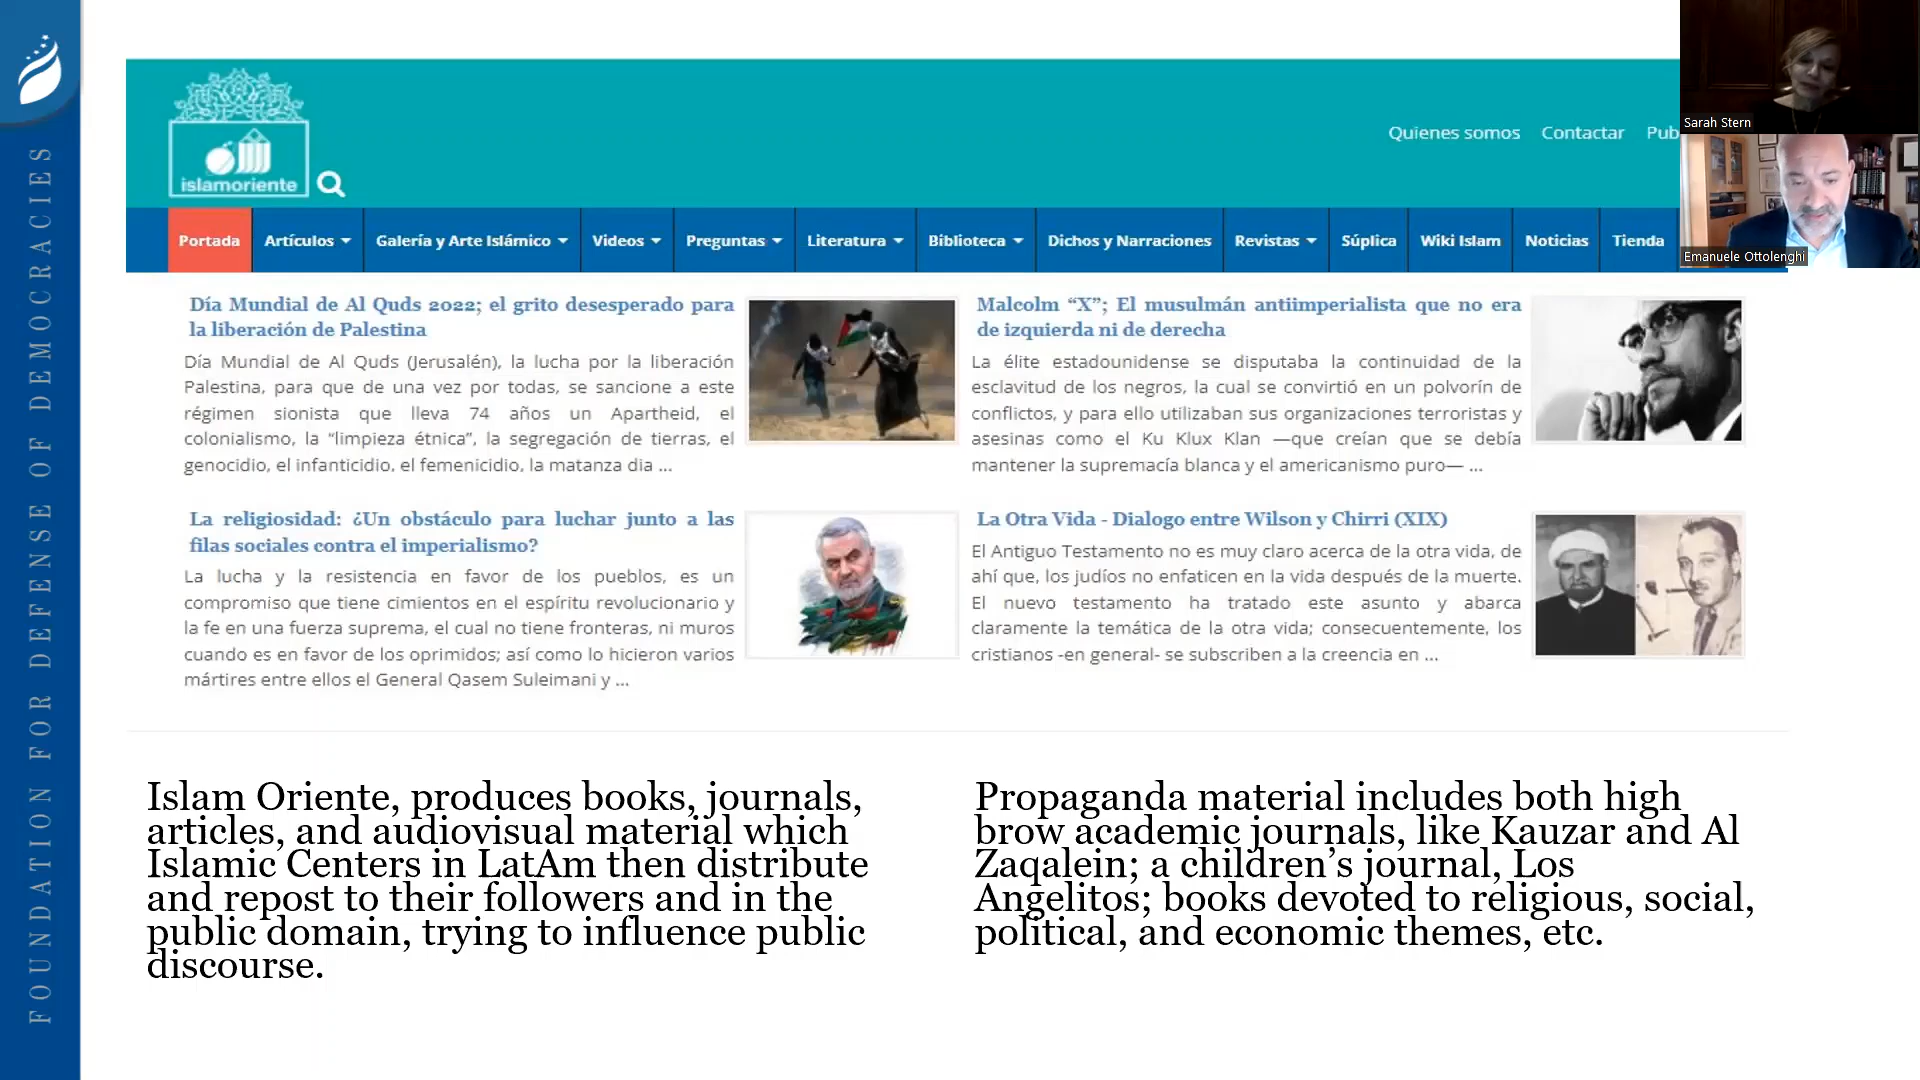 FOUNDATION FOR DEFENSE OF DEMOCRACIES
islamoriente
Quienes somos Contactar Pub
Sarah Stern
Emanuele Ottolenghi
Portada Artículos Galería y Arte Islámico Videos Preguntas Literatura Biblioteca Dichos y Narraciones Revistas Súplica Wiki Islam Noticias Tienda
Día Mundial de Al Quds 2022; el grito desesperado para
la liberación de Palestina
Día Mundial de Al Quds (Jerusalén), la lucha por la liberación
Palestina, para que de una vez por todas, se sancione a este
régimen sionista que lleva 74 años un Apartheid, el
colonialismo, la “limpieza étnica”, la segregación de tierras, el
genocidio, el infanticidio, el femenicidio, la matanza dia ...
Malcolm “X”; El musulmán antiimperialista que no era
de izquierda ni de derecha
La élite estadounidense se disputaba la continuidad de la
esclavitud de los negros, la cual se convirtió en un polvorín de
conflictos, y para ello utilizaban sus organizaciones terroristas y
asesinas como el Ku Klux Klan —que creían que se debía
mantener la supremacía blanca y el americanismo puro— ...
La religiosidad: ¿Un obstáculo para luchar junto a las
filas sociales contra el imperialismo?
La lucha y la resistencia en favor de los pueblos, es un
compromiso que tiene cimientos en el espíritu revolucionario y
la fe en una fuerza suprema, el cual no tiene fronteras, ni muros
cuando es en favor de los oprimidos; así como lo hicieron varios
mártires entre ellos el General Qasem Suleimani y ...
La Otra Vida - Dialogo entre Wilson y Chirri (XIX)
El Antiguo Testamento no es muy claro acerca de la otra vida, de
ahí que, los judíos no enfaticen en la vida después de la muerte.
El nuevo testamento ha tratado este asunto y abarca
claramente la temática de la otra vida; consecuentemente, los
cristianos -en general- se subscriben a la creencia en ...
Islam Oriente, produces books, journals,
articles, and audiovisual material which
Islamic Centers in LatAm then distribute
and repost to their followers and in the
public domain, trying to influence public
discourse.
Propaganda material includes both high
brow academic journals, like Kauzar and Al
Zaqalein; a children’s journal, Los
Angelitos; books devoted to religious, social,
political, and economic themes, etc.